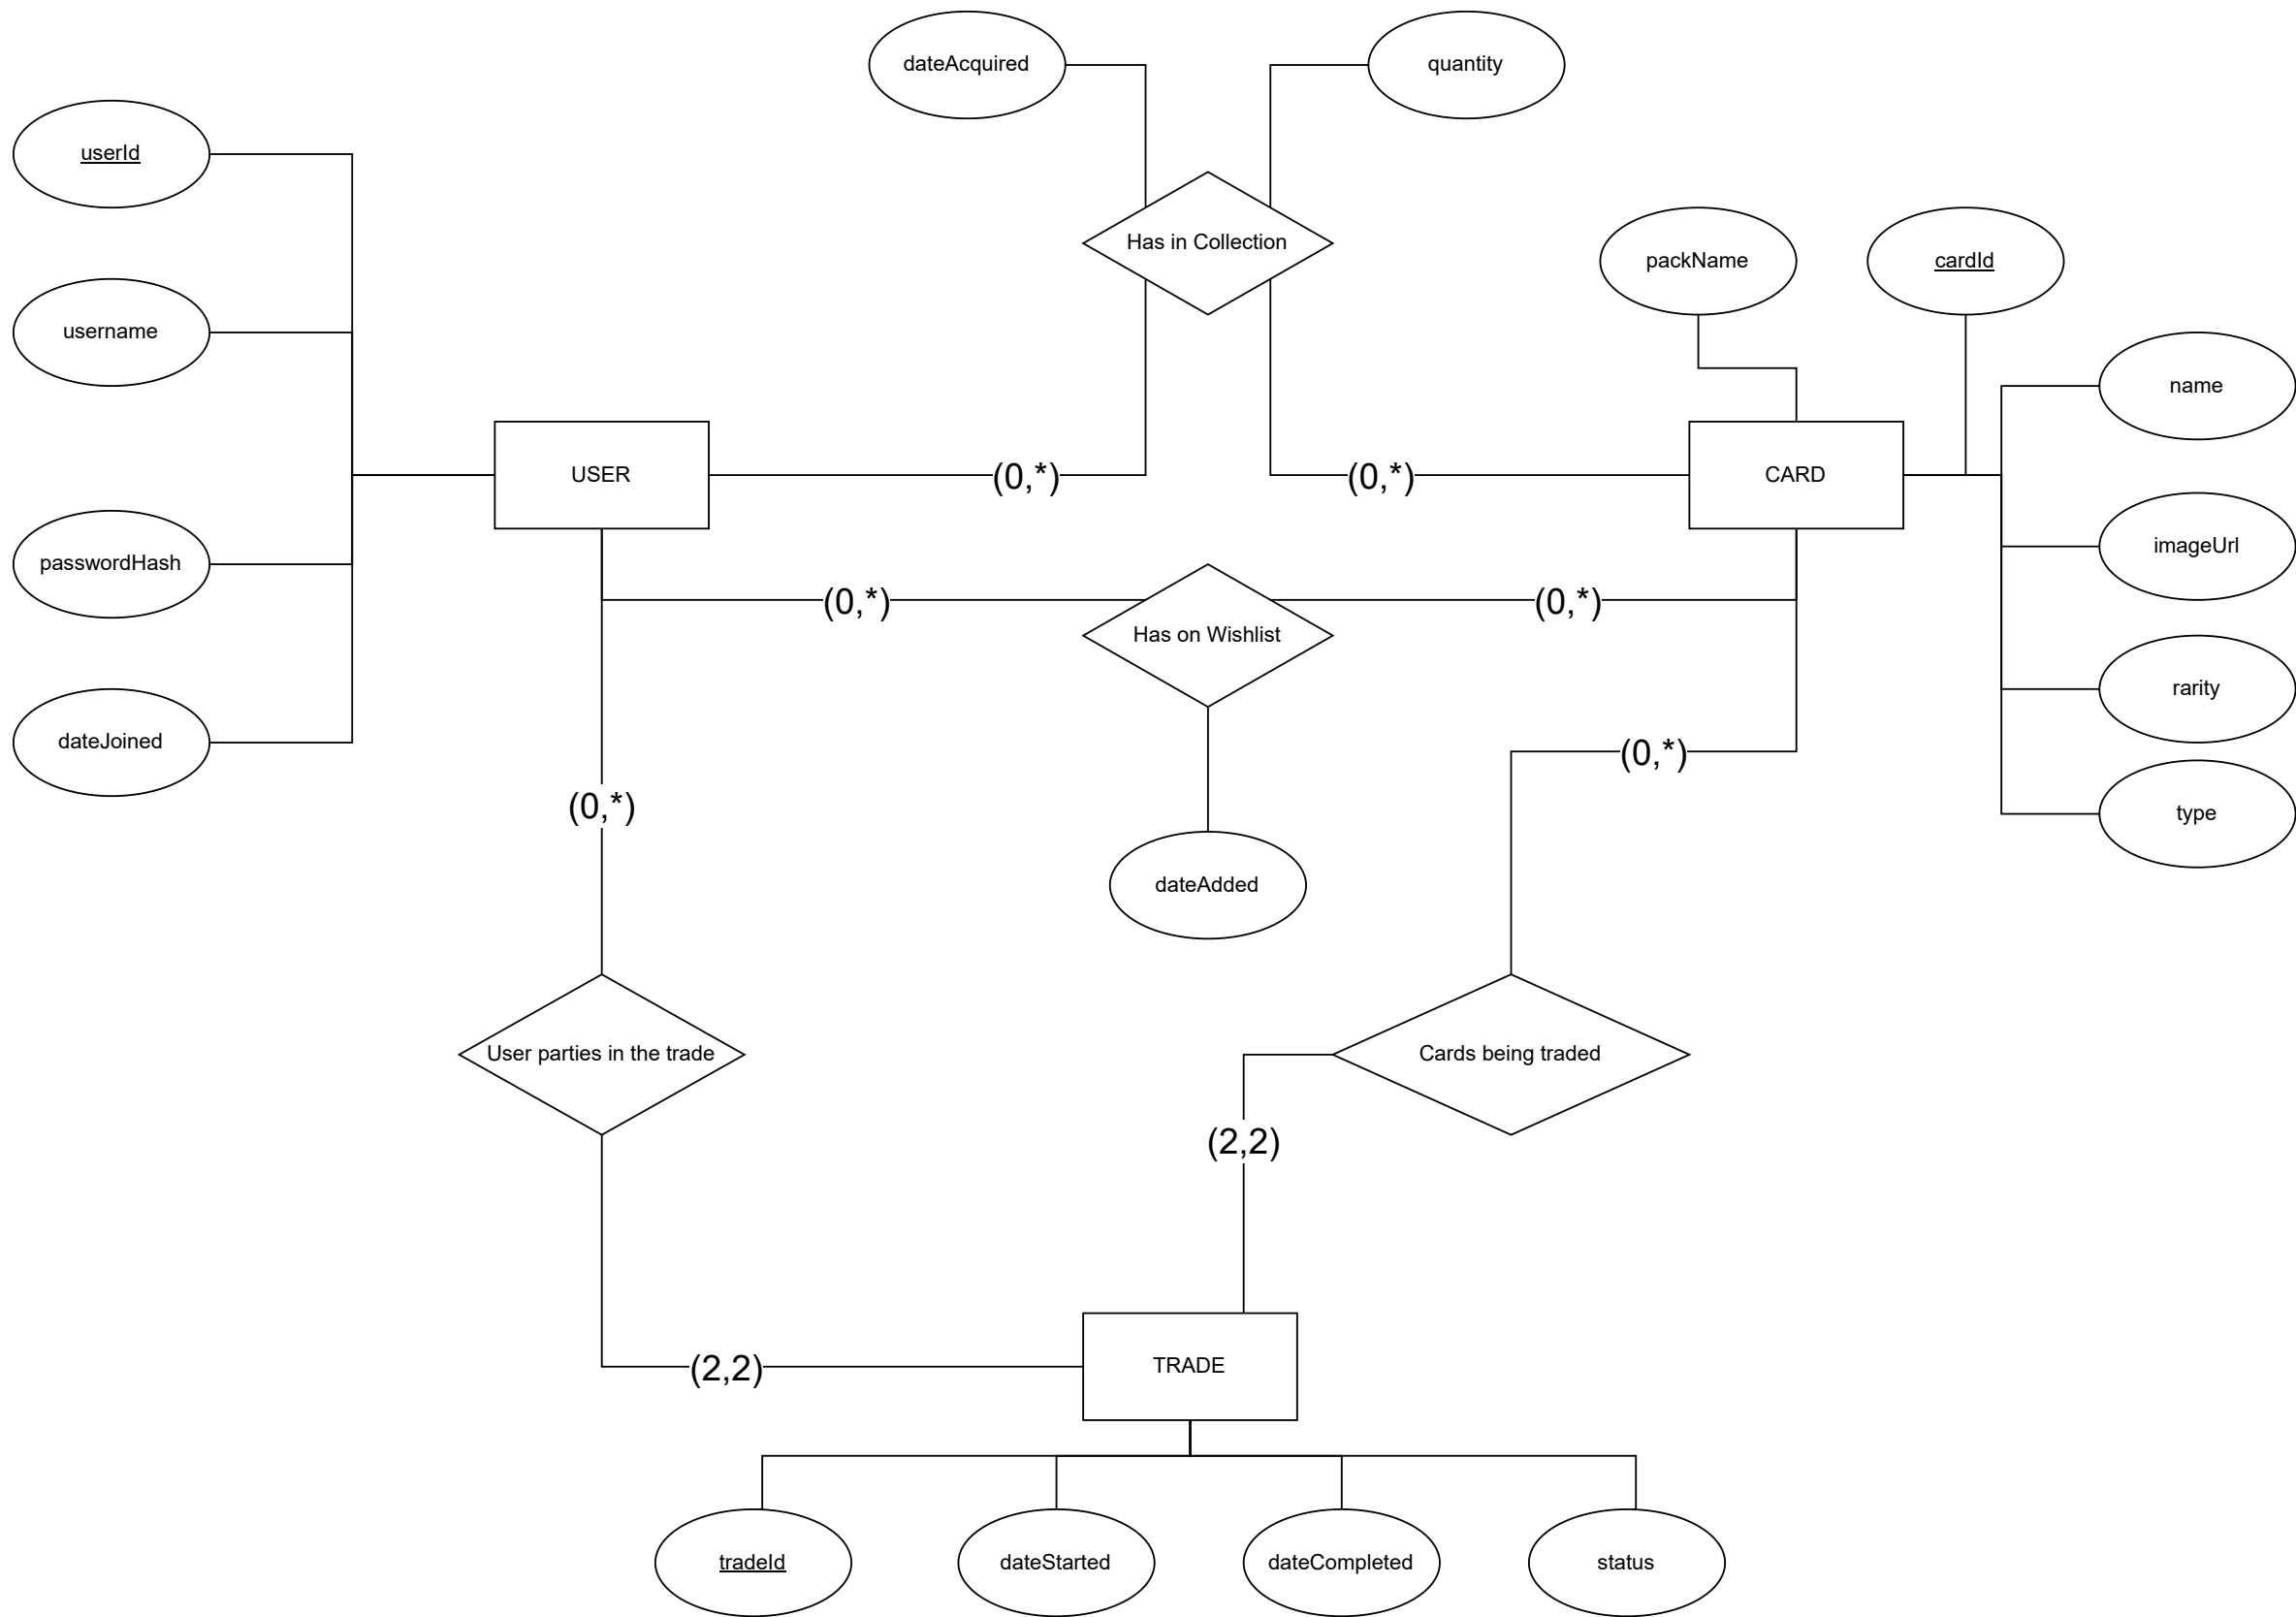 dateAcquired
quantity
userId
username
passwordHash
dateJoined
Has in Collection
packName
cardId
name
imageUrl
rarity
type
USER
(0,*)
(0,*)
CARD
(0,*)
Has on Wishlist
(0,*)
(0,*)
(0,*)
dateAdded
User parties in the trade
Cards being traded
(2,2)
(2,2)
TRADE
tradeId
dateStarted
dateCompleted
status